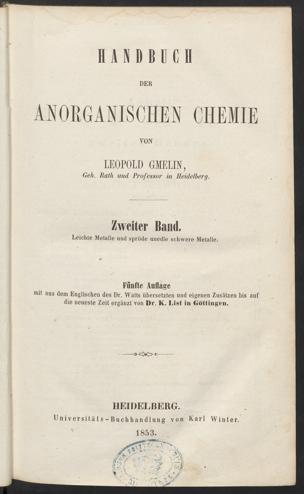 HANDBUCH
DER
ANORGANISCHEN CHEMIE
VON
LEOPOLD GMELIN,
Geh. Rath und Professor in Heidelberg.
Zweiter Band.
Leichte Metalle und spröde unedle schwere Metalle.
Fünfte Auflage
mit aus dem Englischen des Dr. Watts übersetzten und eigenen Zusätzen bis auf
die neueste Zeit ergänzt von Dr. K. List in Göttingen.
HEIDELBERG.
Universitäts-Buchhandlung von Karl Winter.
1853.